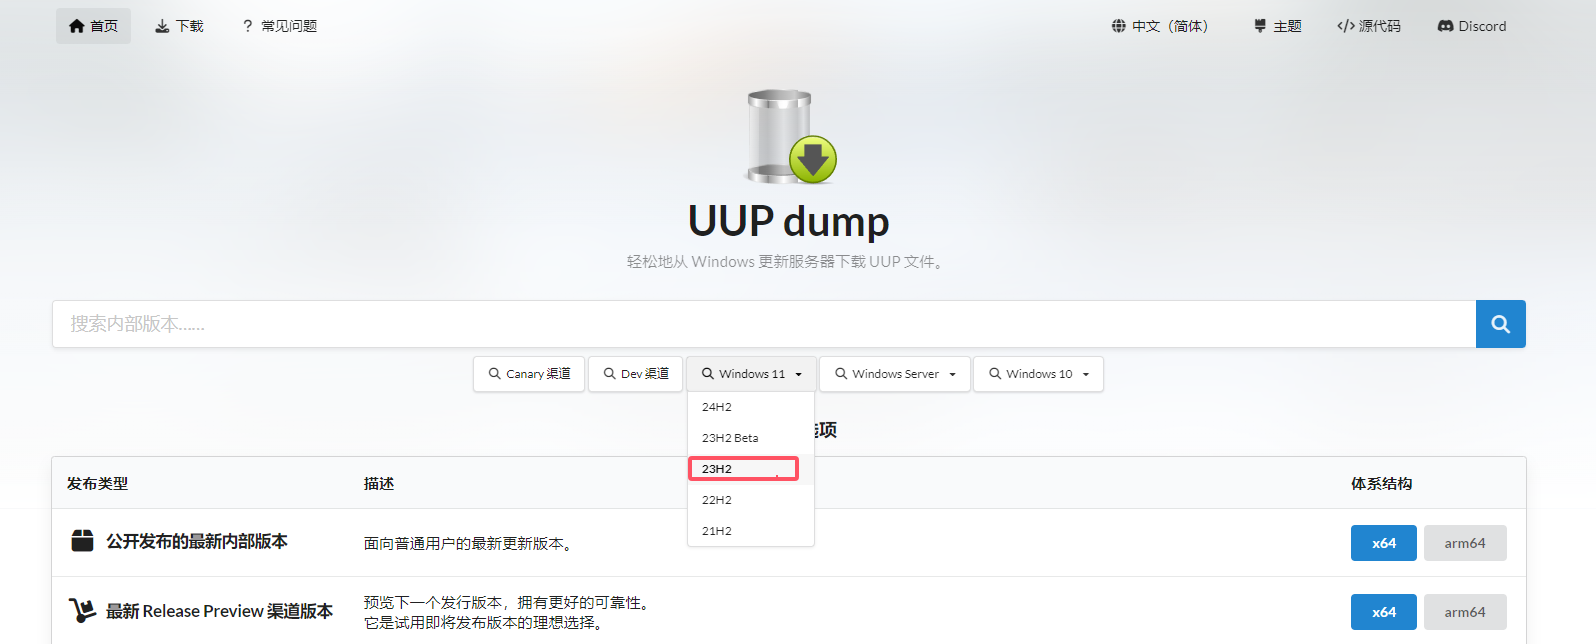 首页
下载
? 常见问题
中文（简体）
主题
</> 源代码
Discord
UUP dump
轻松地从 Windows 更新服务器下载 UUP 文件。
搜索内部版本……
Canary 渠道
Dev 渠道
Windows 11
Windows Server
Windows 10
24H2
23H2 Beta
23H2
22H2
21H2
项
发布类型
描述
体系结构
公开发布的最新内部版本
面向普通用户的最新更新版本。
x64
arm64
最新 Release Preview 渠道版本
预览下一个发行版本，拥有更好的可靠性。
它是试用即将发布版本的理想选择。
x64
arm64